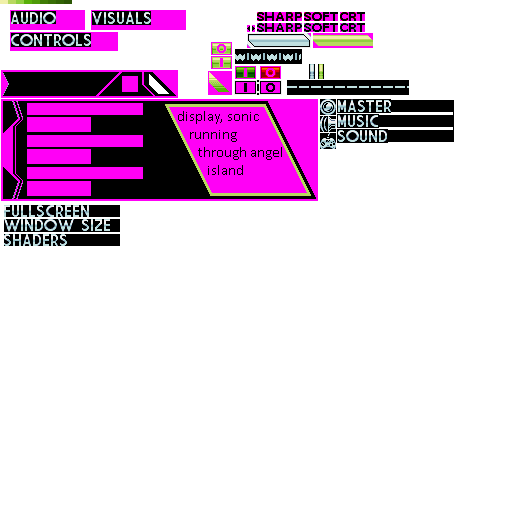 AUDIO VISUALS
CONTROLS
SHARP SOFT CRT
SHARP SOFT CRT
display, sonic
running
through angel
island
MASTER
MUSIC
SOUND
FULLSCREEN
WINDOW SIZE
SHADERS